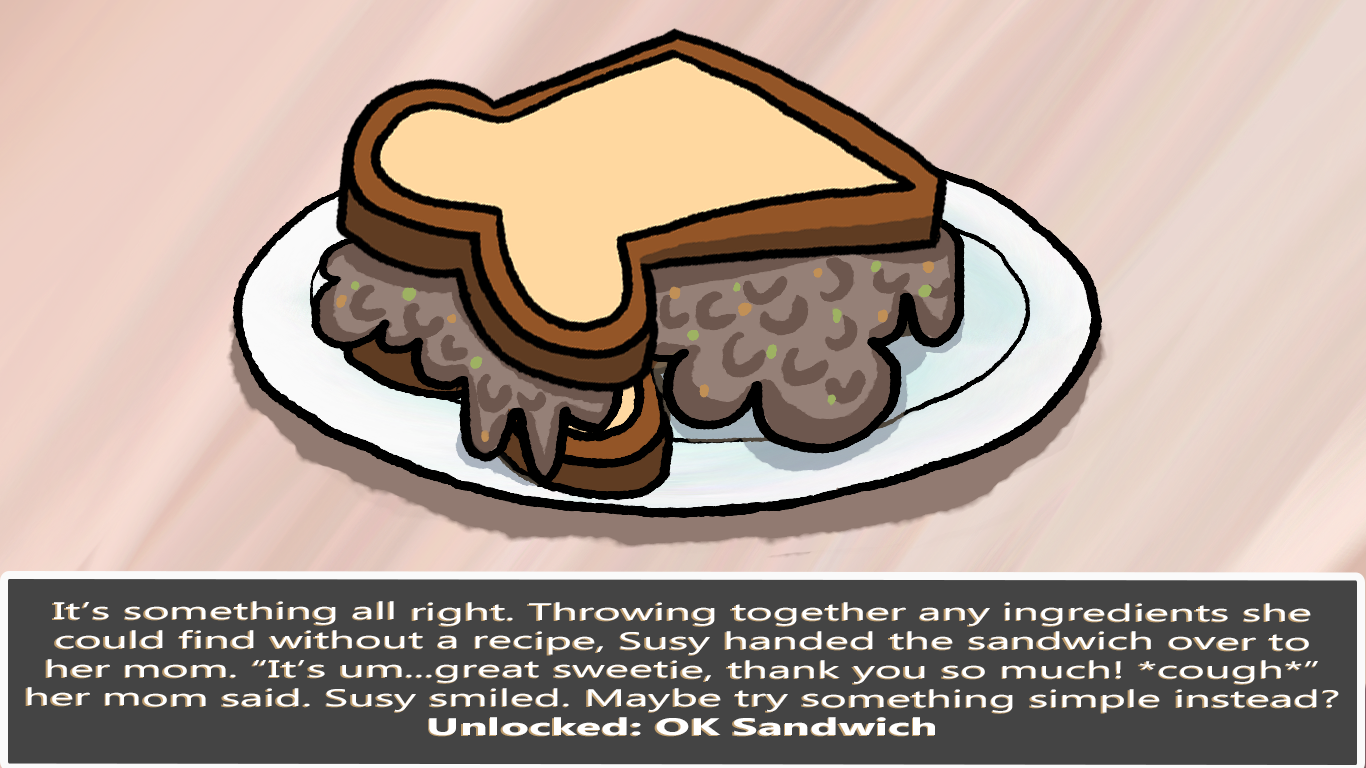 It’s something all right. Throwing together any ingredients she
could find without a recipe, Susy handed the sandwich over to
her mom. “It’s um...great sweetie, thank you so much! *cough*”
her mom said. Susy smiled. Maybe try something simple instead?
Unlocked: OK Sandwich